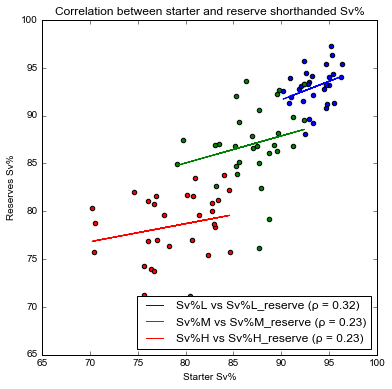 Correlation between starter and reserve shorthanded Sv%
100
95
90
85
80
75
70
65
Reserves Sv%
Sv%L vs Sv%L_reserve (ρ = 0.32)
Sv%M vs Sv%M_reserve (ρ = 0.23)
Sv%H vs Sv%H_reserve (ρ = 0.23)
65 70 75 80 85 90 95 100
Starter Sv%